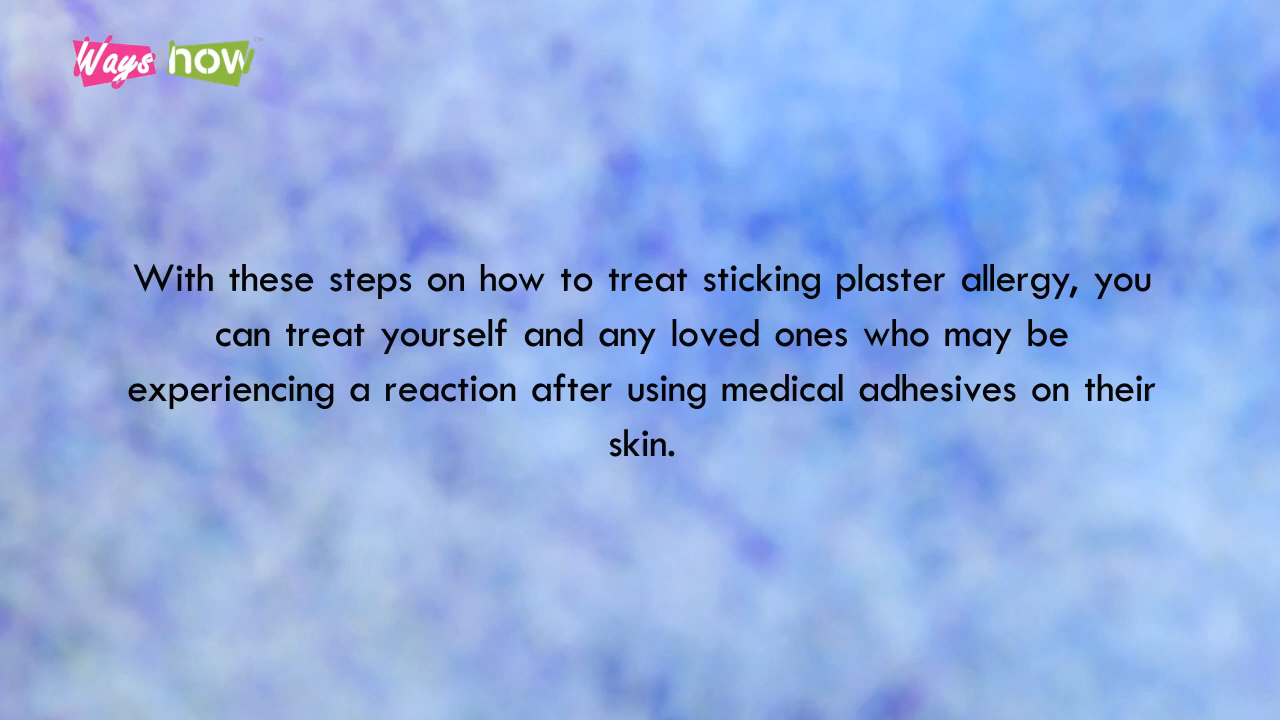 Ways how™
With these steps on how to treat sticking plaster allergy, you
can treat yourself and any loved ones who may be
experiencing a reaction after using medical adhesives on their
skin.